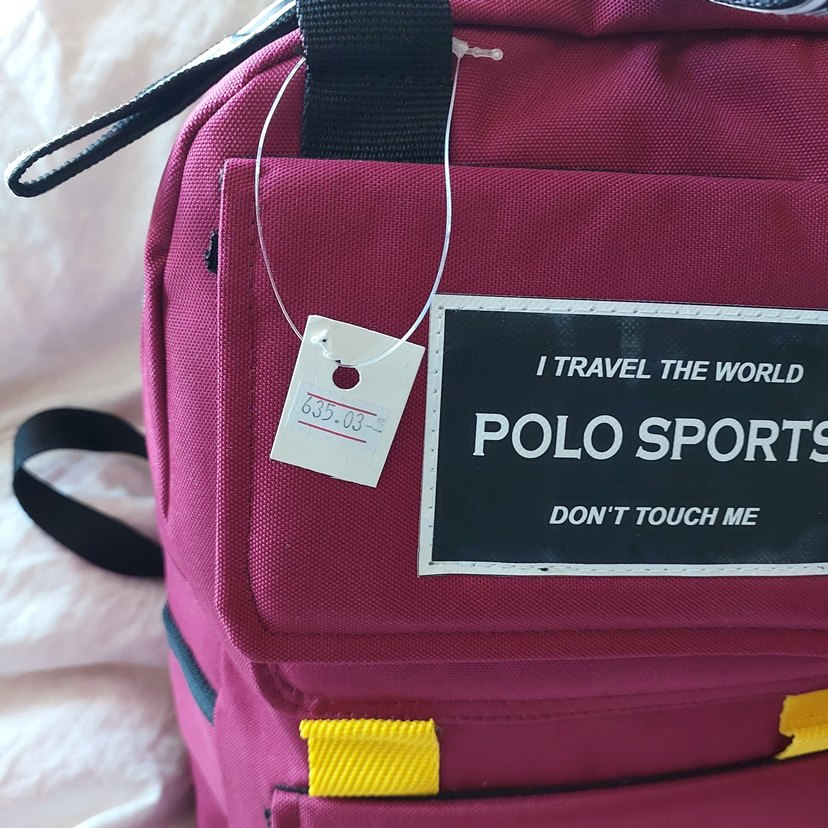 635.03
I TRAVEL THE WORLD
POLO SPORTS
DON'T TOUCH ME